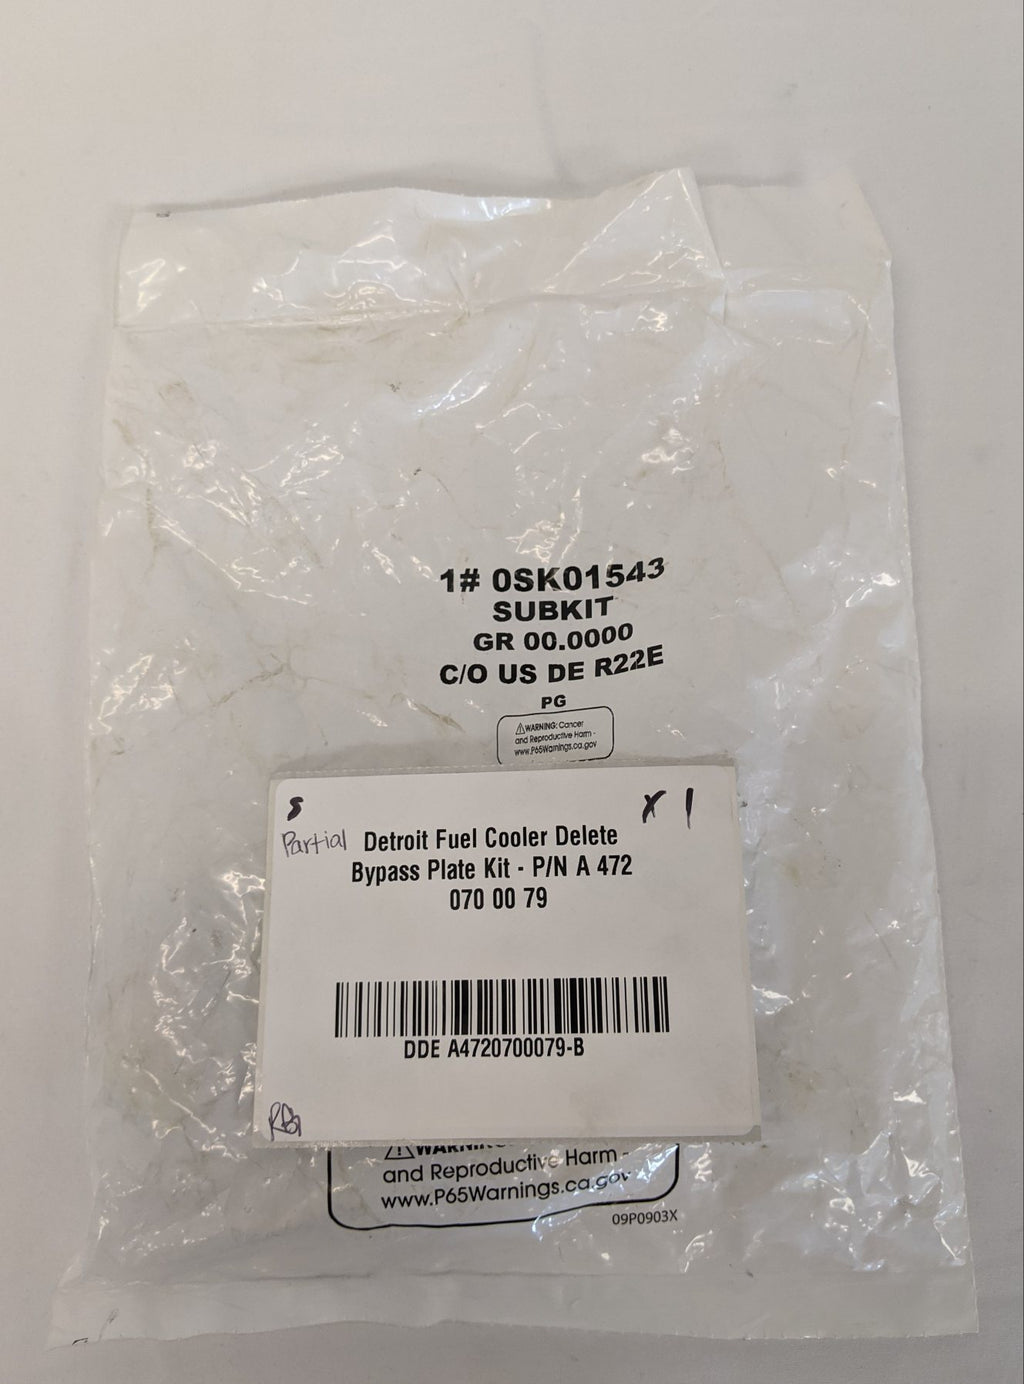 1# 0SK01543
SUBKIT
GR 00.0000
C/O US DE R22E
PG
⚠WARNING: Cancer
and Reproductive Harm -
www.P65Warnings.ca.gov
X 1
Partial Detroit Fuel Cooler Delete
Bypass Plate Kit - P/N A 472
070 00 79
DDE A4720700079-B
⚠WARNING:
and Reproductive Harm -
www.P65Warnings.ca.gov
09P0903X